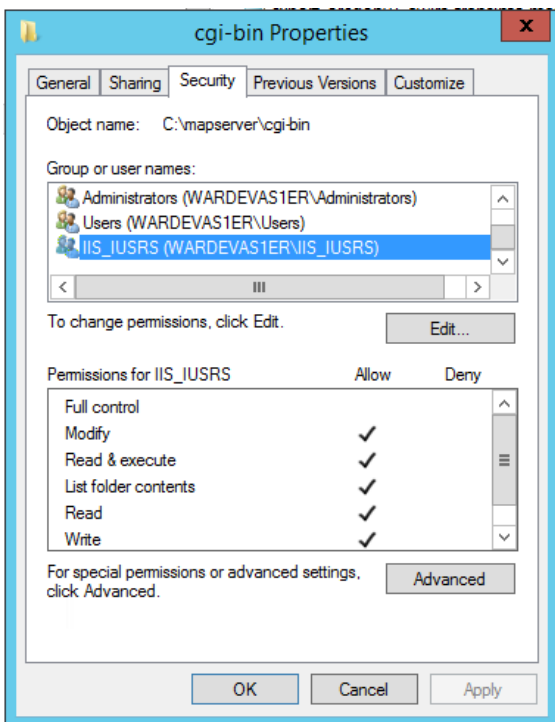 cgi-bin Properties
x
General Sharing Security Previous Versions Customize
Object name: C:\mapserver\cgi-bin
Group or user names:
Administrators (WARDEVAS1ER\Administrators)
Users (WARDEVAS1ER\Users)
IIS_IUSRS (WARDEVAS1ER\IIS_IUSRS)
To change permissions, click Edit.
Edit...
Permissions for IIS_IUSRS Allow Deny
Full control
Modify
Read & execute
List folder contents
Read
Write
For special permissions or advanced settings,
click Advanced.
Advanced
OK Cancel Apply